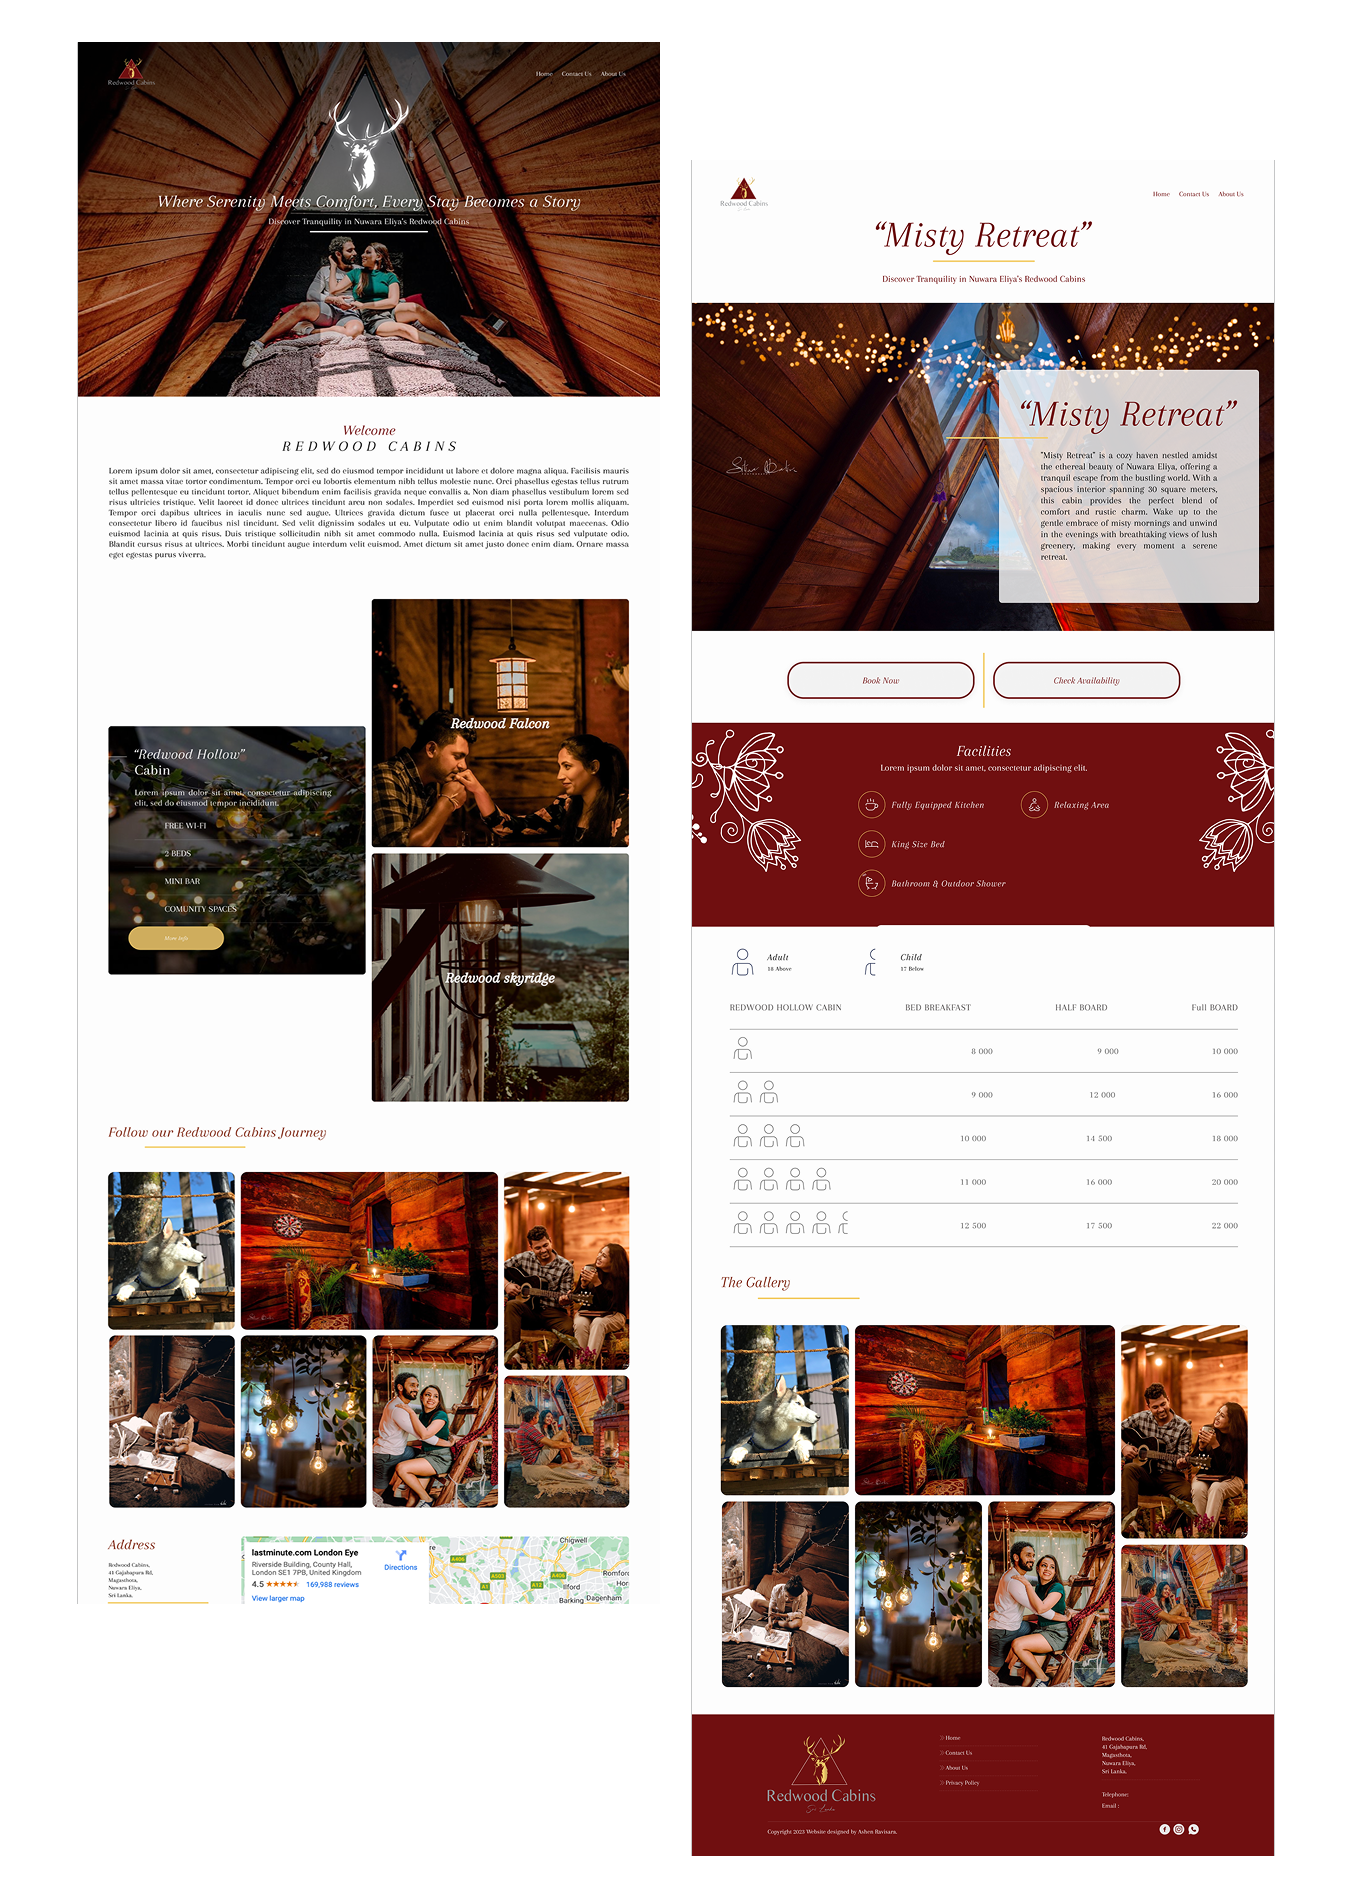 Redwood Cabins
Home Contact Us About Us
Where Serenity Meets Comfort, Every Stay Becomes a Story
Discover Tranquility in Nuwara Eliya's Redwood Cabins
Welcome
REDWOOD CABINS
Lorem ipsum dolor sit amet, consectetur adipiscing elit, sed do eiusmod tempor incididunt ut labore et dolore magna aliqua. Facilisis mauris
sit amet massa vitae tortor condimentum. Tempor orci eu lobortis elementum nibh tellus molestie nunc. Orci phasellus egestas tellus rutrum
tellus pellentesque eu tincidunt tortor. Aliquet bibendum enim facilisis gravida neque convallis a. Non diam phasellus vestibulum lorem sed
risus ultricies tristique. Velit laoreet id donec ultrices tincidunt arcu non sodales. Imperdiet sed euismod nisi porta lorem mollis aliquam.
Tempor orci dapibus ultrices in iaculis nunc sed augue. Ultrices gravida dictum fusce ut placerat orci nulla pellentesque. Interdum
consectetur libero id faucibus nisl tincidunt. Sed velit dignissim sodales ut eu. Vulputate odio ut enim blandit volutpat maecenas. Odio
euismod lacinia at quis risus. Duis tristique sollicitudin nibh sit amet commodo nulla. Euismod lacinia at quis risus sed vulputate odio.
Blandit cursus risus at ultrices. Morbi tincidunt augue interdum velit euismod. Amet dictum sit amet justo donec enim diam. Ornare massa
eget egestas purus viverra.
Redwood Falcon
"Redwood Hollow"
Cabin
Lorem ipsum dolor sit amet, consectetur adipiscing
elit, sed do eiusmod tempor incididunt.
FREE WI-FI
2 BEDS
MINI BAR
COMUNITY SPACES
More Info
Redwood skyridge
Follow our Redwood Cabins Journey
Address
Redwood Cabins,
41 Gajabapura Rd,
Magasthota,
Nuwara Eliya,
Sri Lanka.
lastminute.com London Eye
Riverside Building, County Hall,
London SE1 7PB, United Kingdom
4.5 ★★★★★ 169,988 reviews
View larger map
Directions
Chigwell
A406
Romford
A503
A406
A1
A12
Ilford
Hor
Barking
Dagenham
Redwood Cabins
Home Contact Us About Us
"Misty Retreat"
Discover Tranquility in Nuwara Eliya's Redwood Cabins
"Misty Retreat"
"Misty Retreat" is a cozy haven nestled amidst
the ethereal beauty of Nuwara Eliya, offering a
tranquil escape from the bustling world. With a
spacious interior spanning 30 square meters,
this cabin provides the perfect blend of
comfort and rustic charm. Wake up to the
gentle embrace of misty mornings and unwind
in the evenings with breathtaking views of lush
greenery, making every moment a serene
retreat.
Book Now
Check Availability
Facilities
Lorem ipsum dolor sit amet, consectetur adipiscing elit.
Fully Equipped Kitchen
Relaxing Area
King Size Bed
Bathroom & Outdoor Shower
Adult
18 Above
Child
17 Below
REDWOOD HOLLOW CABIN BED BREAKFAST HALF BOARD Full BOARD
8 000 9 000 10 000
9 000 12 000 16 000
10 000 14 500 18 000
11 000 16 000 20 000
12 500 17 500 22 000
The Gallery
Redwood Cabins
Sri Lanka
Home
Contact Us
About Us
Privacy Policy
Redwood Cabins,
41 Gajabapura Rd,
Magasthota,
Nuwara Eliya,
Sri Lanka.
Telephone:
Email :
Copyright 2023 Website designed by Ashen Ravisara.